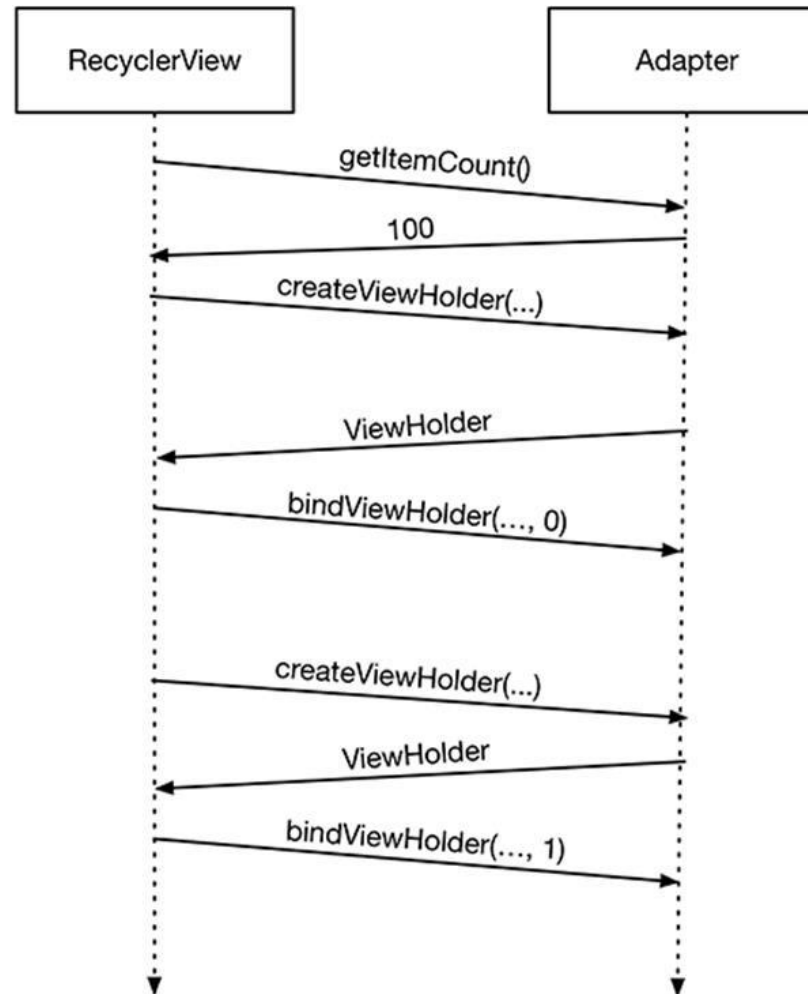 RecyclerView
Adapter
getItemCount()
100
createViewHolder(...)
ViewHolder
bindViewHolder(..., 0)
createViewHolder(...)
ViewHolder
bindViewHolder(..., 1)